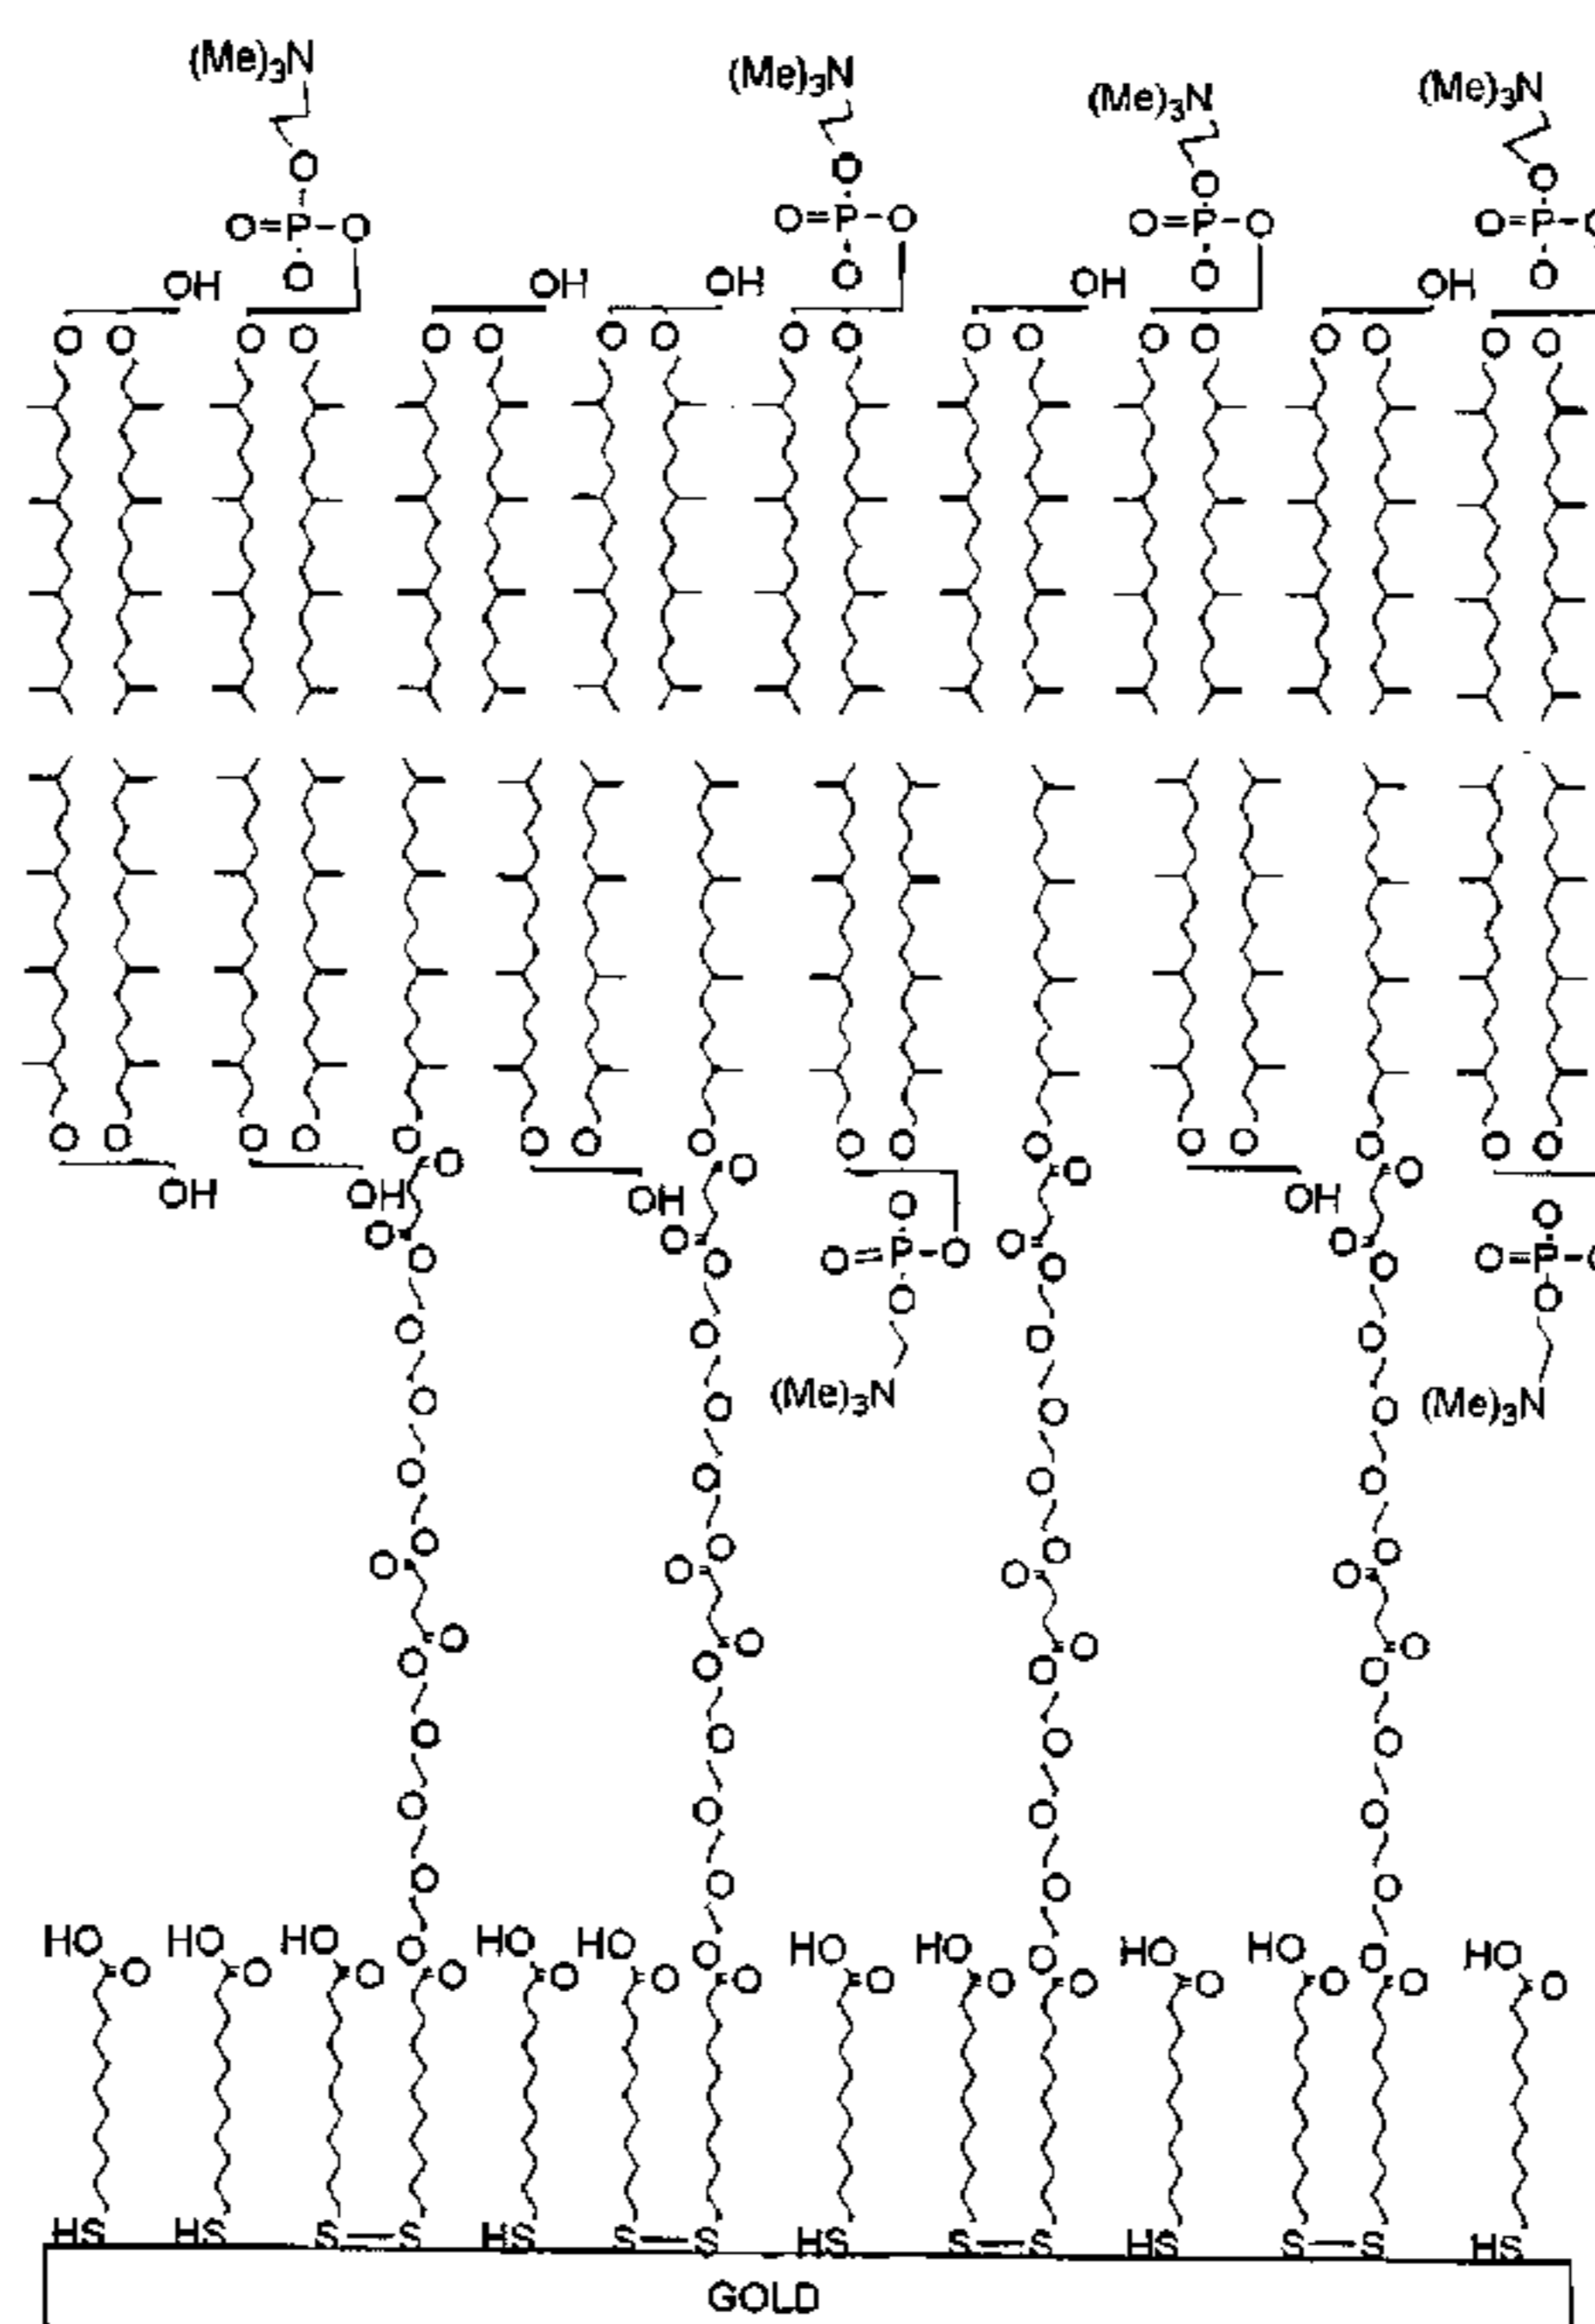 (Me)₃N (Me)₃N (Me)₃N (Me)₃N
O O O O
O=P-O O=P-O O=P-O O=P-O
OH O OH OH O OH O OH O
O O O O O O O O O O O O O O O O O O
O O O O O O O O O O O O O O O O
O O O O
OH OH OH O OH O
O O O=P-O O O O=P-O
O O O O
O O O O O O
(Me)₃N (Me)₃N
O O O O
O O O O
O O O O
O O O O
O O O O
O O O O
O O O O
O O O O
O O O O
HO HO HO O HO HO O HO HO O HO HO O HO
O O O O O O O O O O O O O O
HS HS S—S HS S—S HS S—S HS S—S HS
GOLD